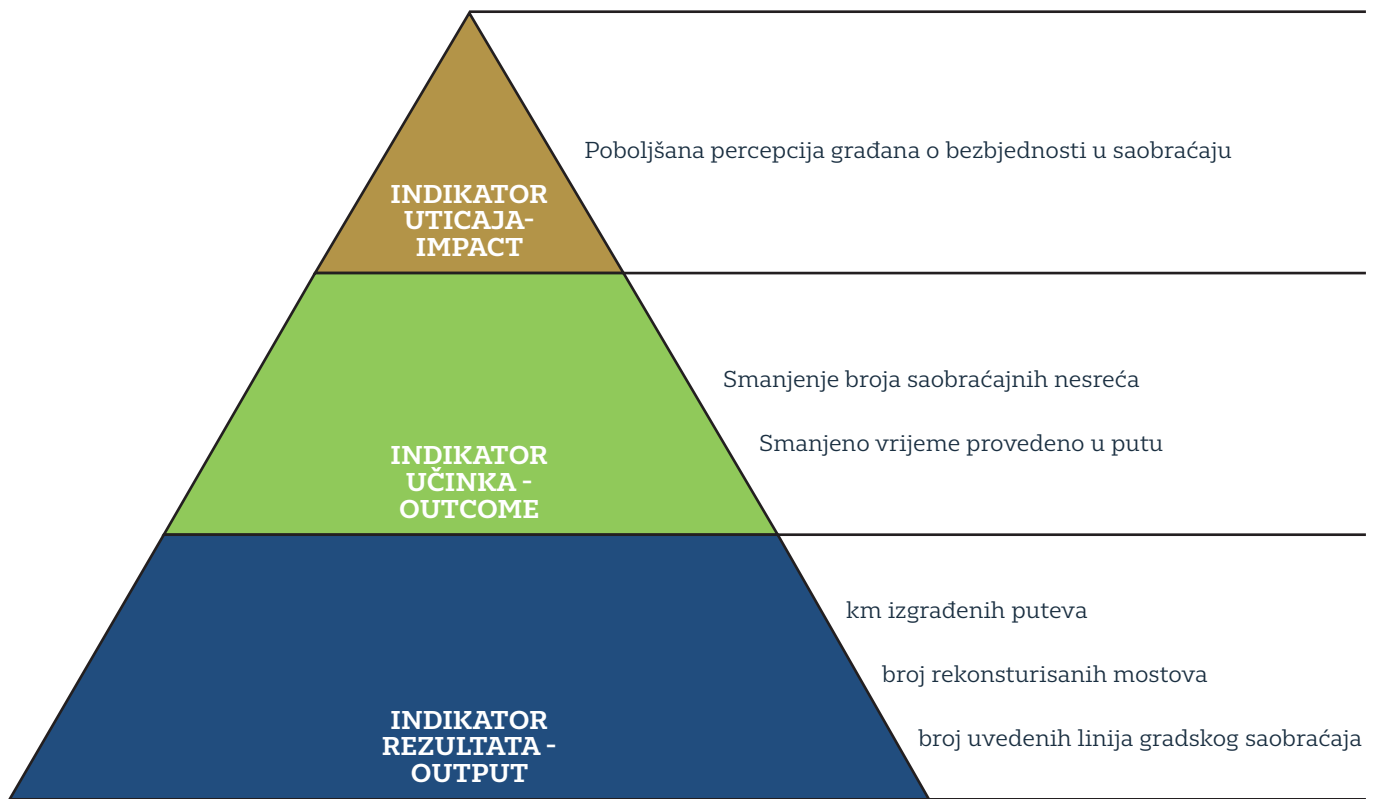 INDIKATOR
UTICAJA-
IMPACT
Poboljšana percepcija građana o bezbjednosti u saobraćaju
INDIKATOR
UČINKA -
OUTCOME
Smanjenje broja saobraćajnih nesreća
Smanjeno vrijeme provedeno u putu
INDIKATOR
REZULTATA -
OUTPUT
km izgrađenih puteva
broj rekonsturisanih mostova
broj uvedenih linija gradskog saobraćaja